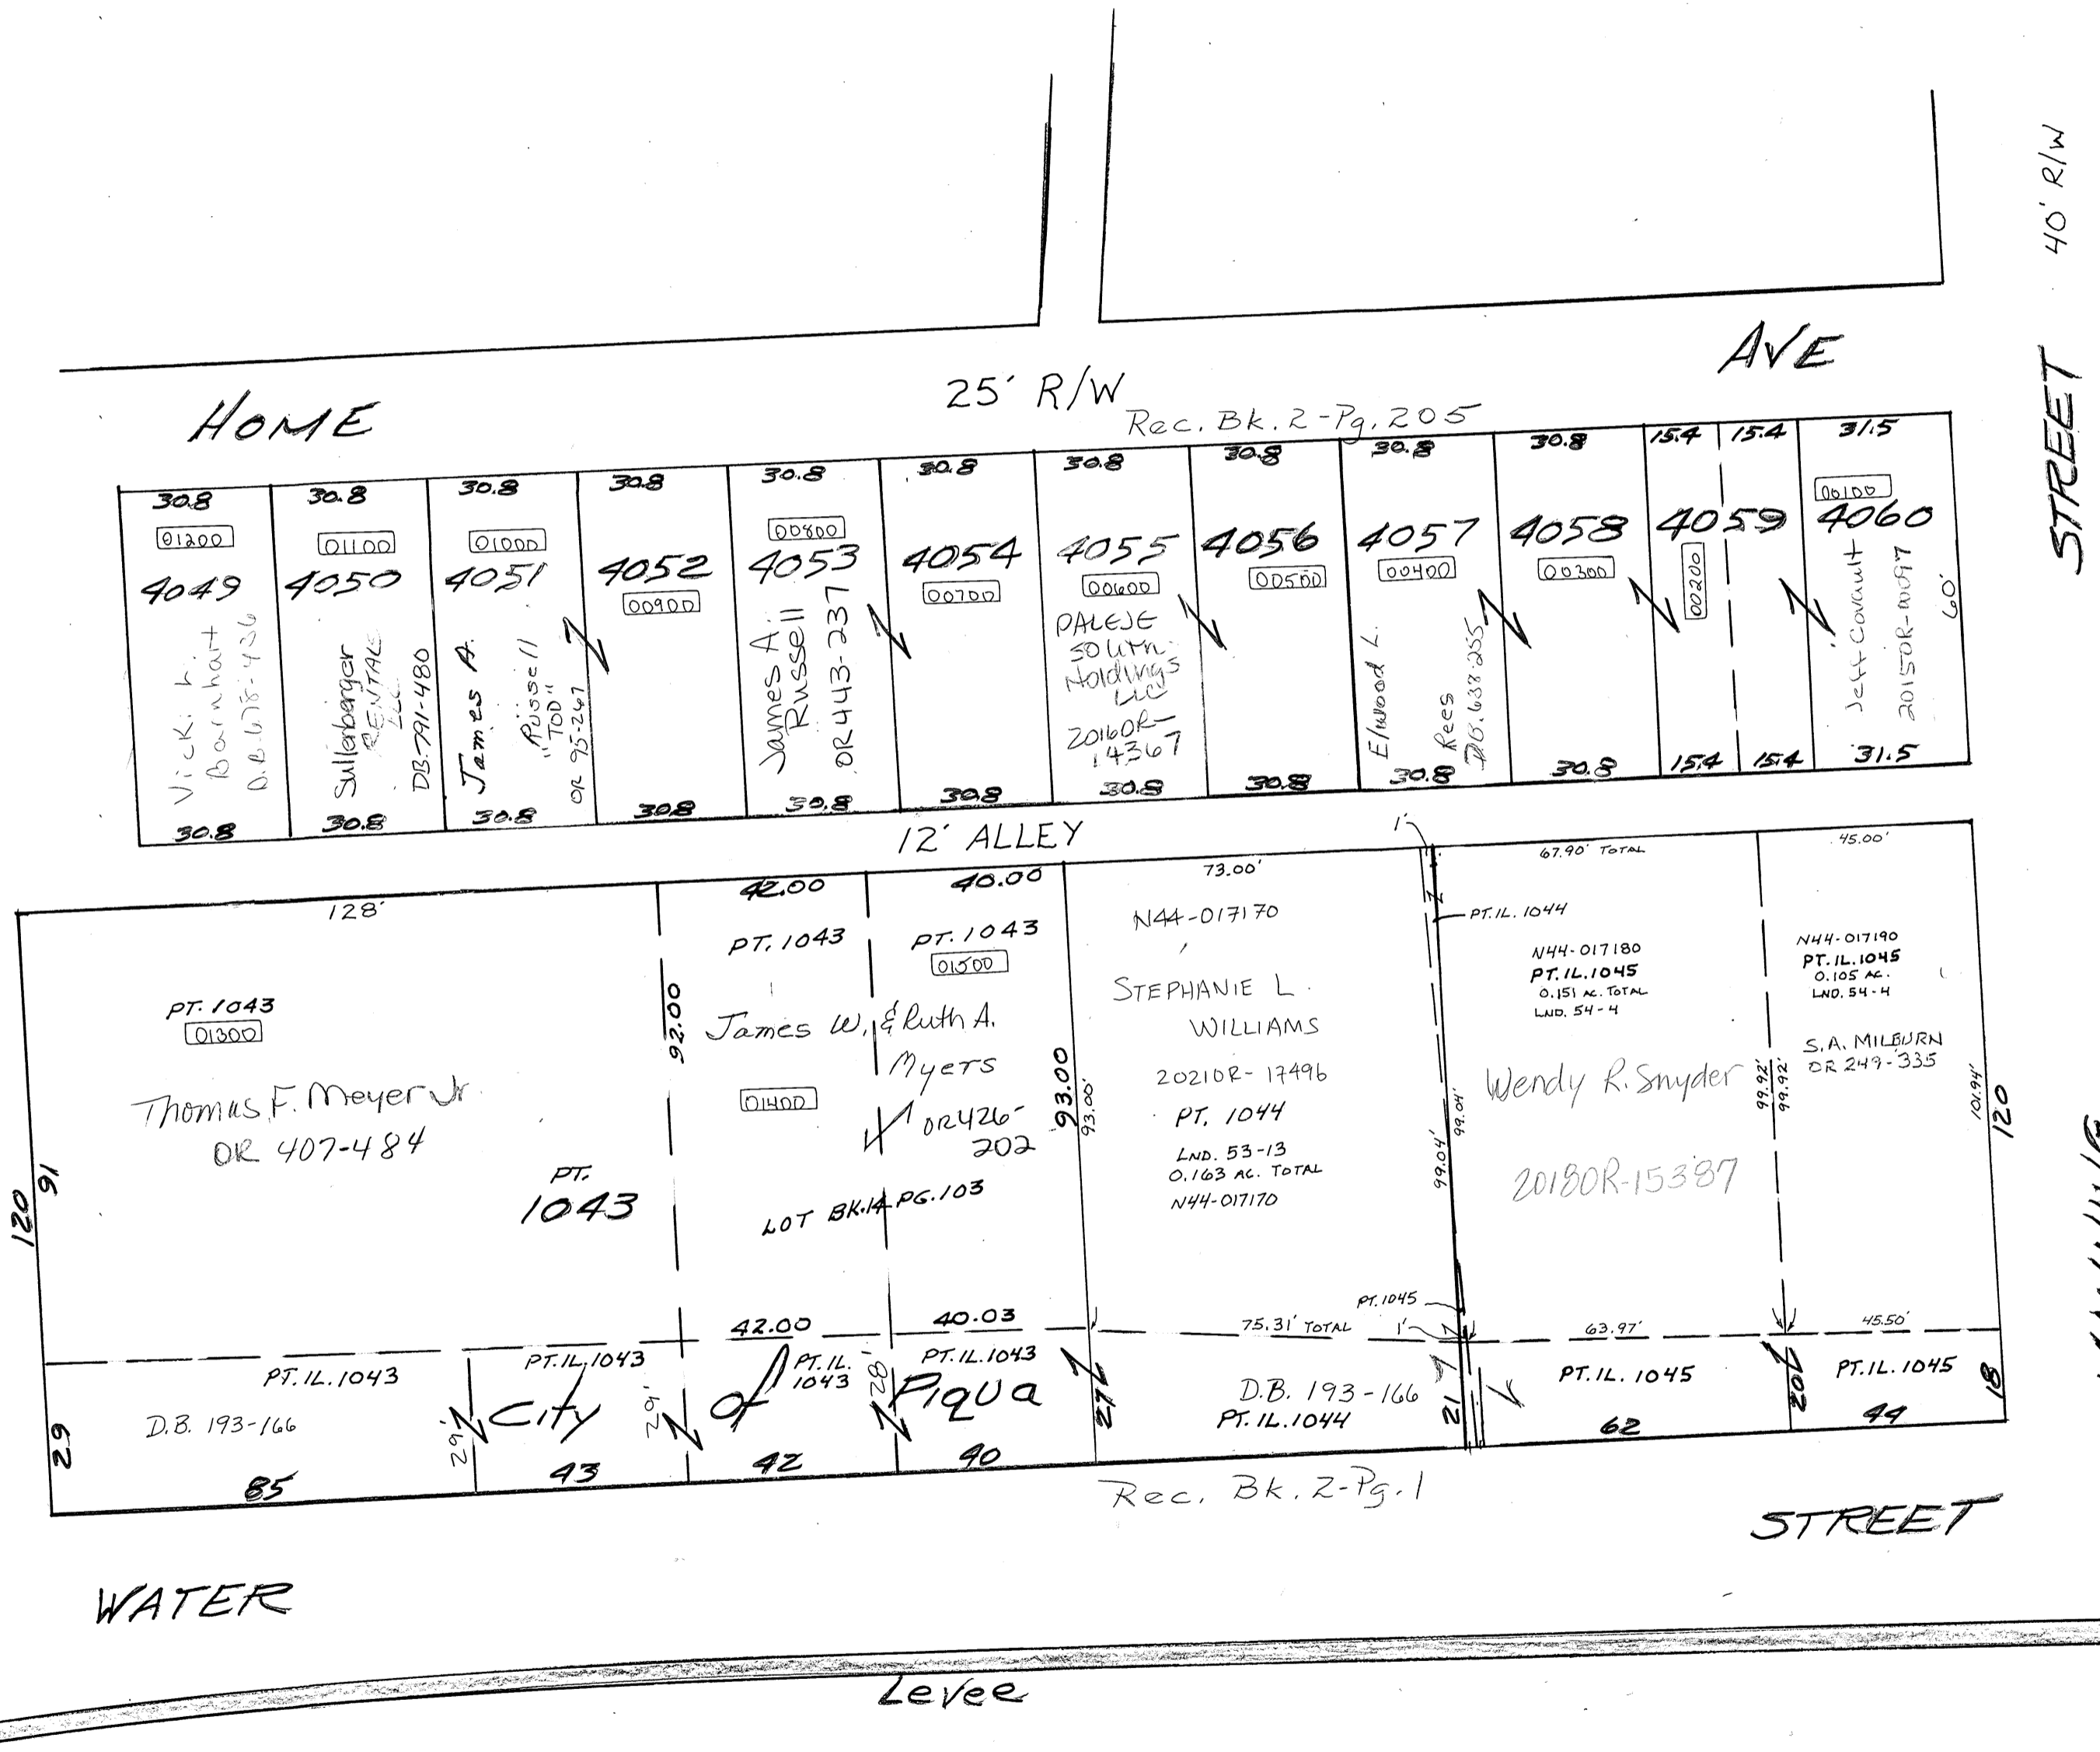 40' R/W
STREET
HOME
25' R/W
AVE
Rec. Bk. 2-Pg. 205
30.8
30.8
30.8
30.8
30.8
30.8
30.8
30.8
30.8
30.8
15.4
15.4
31.5
01200
4049
Vicki L.
Barnhart
D.B. 678-436
30.8
01100
4050
Sullenberger
RENTALS
LLC
DB. 791-480
30.8
01000
4051
James A.
Russell
"TOD"
OR 95-267
30.8
4052
00900
30.8
00800
4053
James A.
Russell
OR 443-237
30.8
4054
00700
30.8
4055
00600
PALEJE
South
Holdings
LLC
2016OR-
14367
30.8
4056
00500
30.8
4057
00400
Elwood L.
Rees
D.B. 638-255
30.8
4058
00300
30.8
4059
00200
15.4
15.4
00100
4060
Jeff Covault
2015OR-
60'
31.5
12' ALLEY
128'
PT. 1043
01300
Thomas F. Meyer Jr.
OR 407-484
PT.
1043
120
91
92.00
42.00
PT. 1043
40.00
PT. 1043
01500
James W. & Ruth A.
Myers
01400
OR 426-
202
LOT BK. 14 PG. 103
42.00
40.03
93.00
93.00'
73.00'
N44-017170
STEPHANIE L.
WILLIAMS
2021OR-17496
PT. 1044
LND. 53-13
0.163 AC. TOTAL
N44-017170
75.31' TOTAL
1'
PT. IL. 1044
99.04'
99.04'
PT. 1045
1'
67.90' TOTAL
N44-017180
PT. IL. 1045
0.151 AC. TOTAL
LND. 54-4
Wendy R. Snyder
2018OR-15387
63.97'
99.92'
99.92'
45.00'
N44-017190
PT. IL. 1045
0.105 AC.
LND. 54-4
S.A. MILBURN
OR 249-335
101.94'
120
45.50'
PT. IL. 1043
D.B. 193-166
29
85
29'
PT. IL. 1043
City of Piqua
43
29'
PT. IL.
1043
42
28'
PT. IL. 1043
40
27
D.B. 193-166
PT. IL. 1044
21
PT. IL. 1045
62
20
PT. IL. 1045
18
44
Rec. Bk. 2-Pg. 1
WATER
STREET
Levee